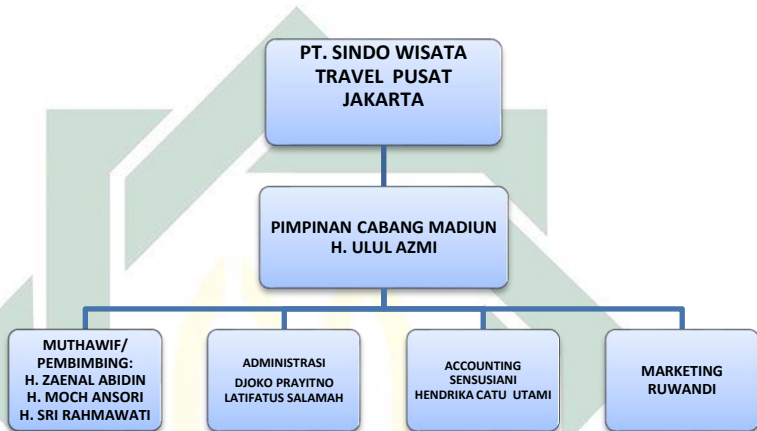 PT. SINDO WISATA
TRAVEL PUSAT
JAKARTA
PIMPINAN CABANG MADIUN
H. ULUL AZMI
MUTHAWIF/
PEMBIMBING:
H. ZAENAL ABIDIN
H. MOCH ANSORI
H. SRI RAHMAWATI
ADMINISTRASI
DJOKO PRAYITNO
LATIFATUS SALAMAH
ACCOUNTING
SENSUSIANI
HENDRIKA CATU UTAMI
MARKETING
RUWANDI